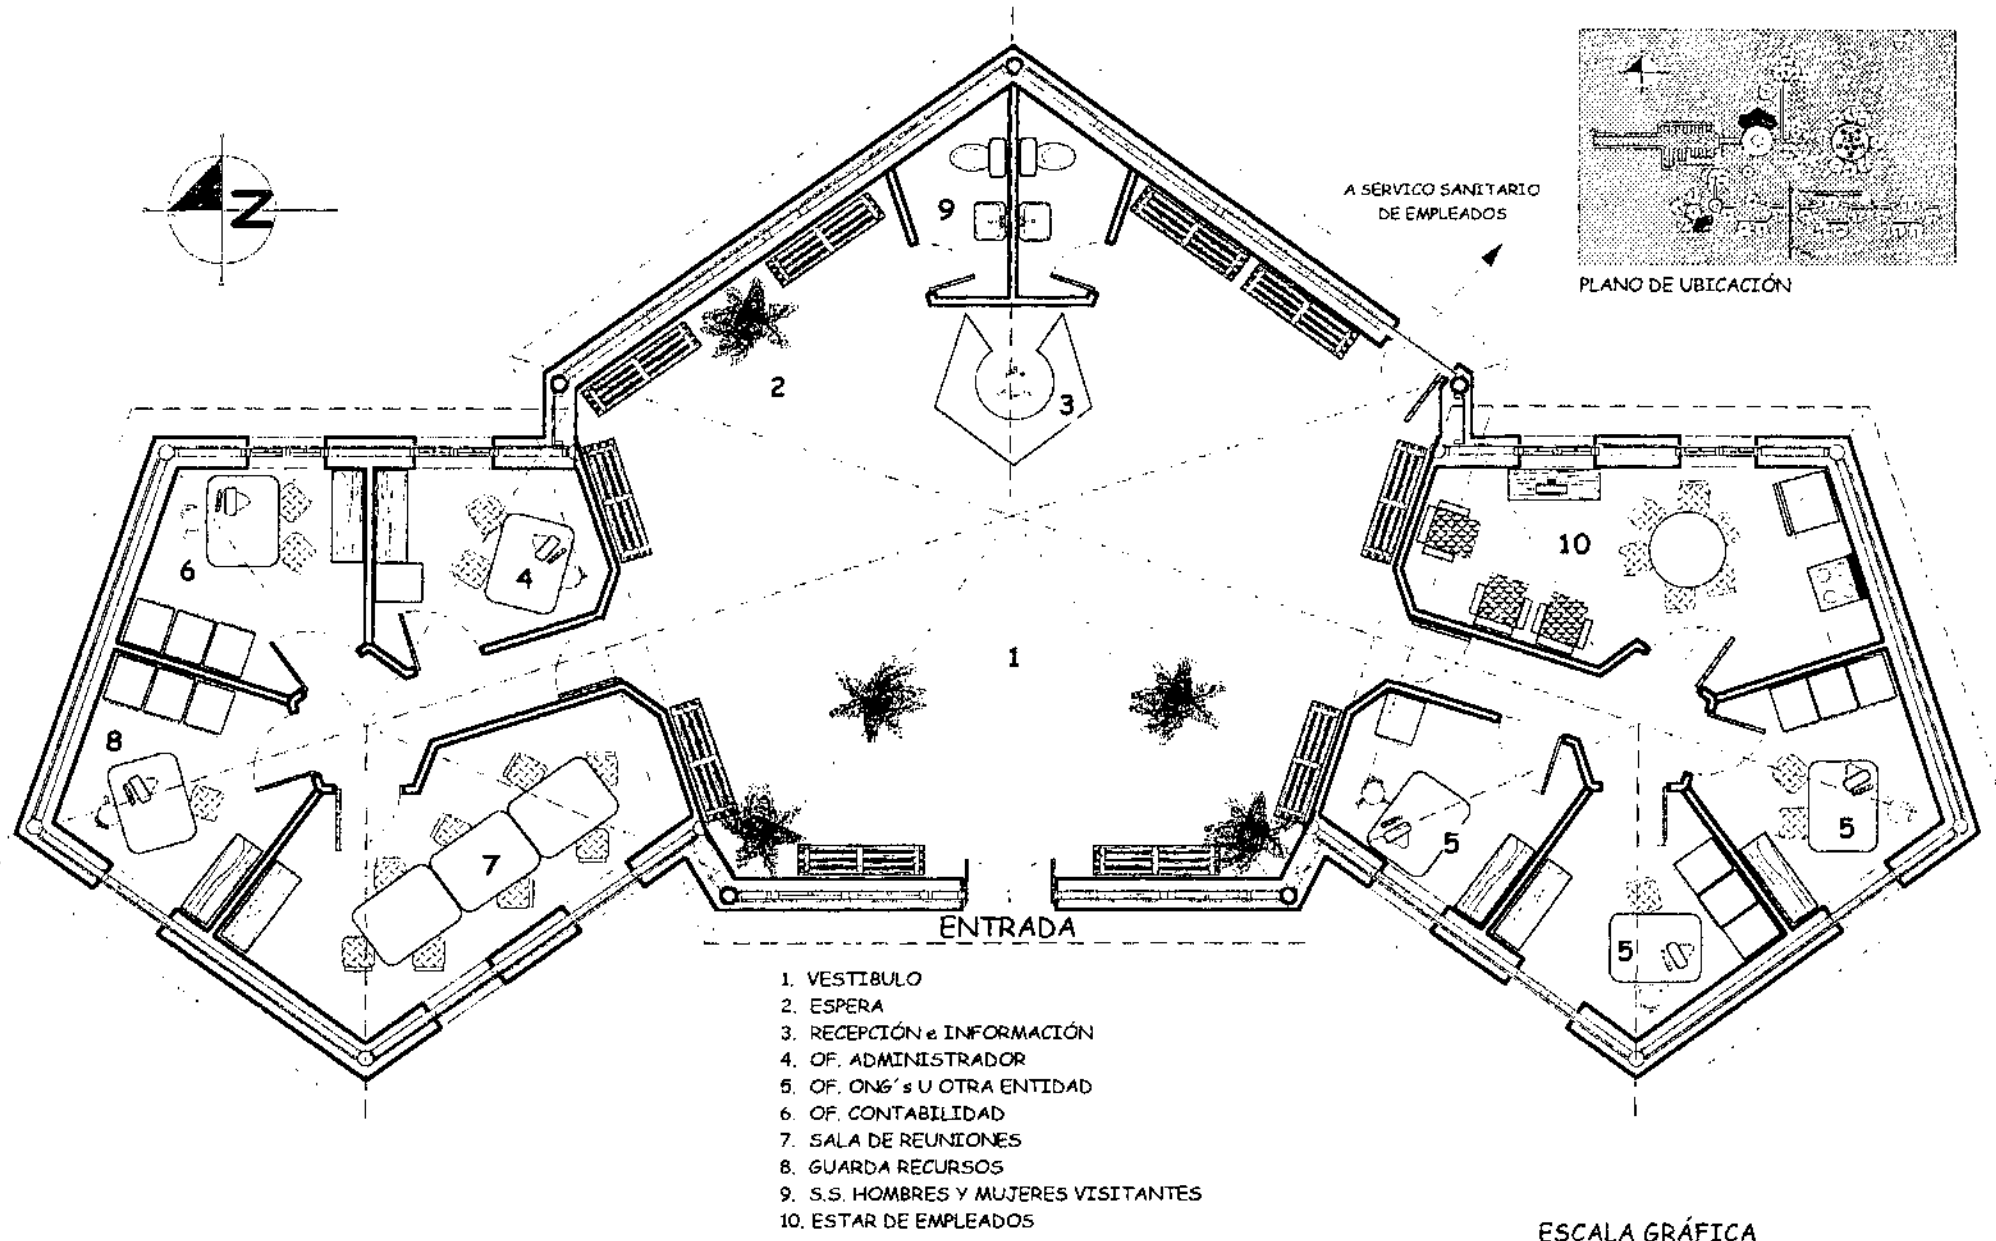 N
A SERVICO SANITARIO
DE EMPLEADOS
PLANO DE UBICACIÓN
9
2
3
6
4
10
1
8
7
5
5
5
ENTRADA
1. VESTIBULO
2. ESPERA
3. RECEPCIÓN e INFORMACIÓN
4. OF. ADMINISTRADOR
5. OF. ONG´s U OTRA ENTIDAD
6. OF. CONTABILIDAD
7. SALA DE REUNIONES
8. GUARDA RECURSOS
9. S.S. HOMBRES Y MUJERES VISITANTES
10. ESTAR DE EMPLEADOS
ESCALA GRÁFICA